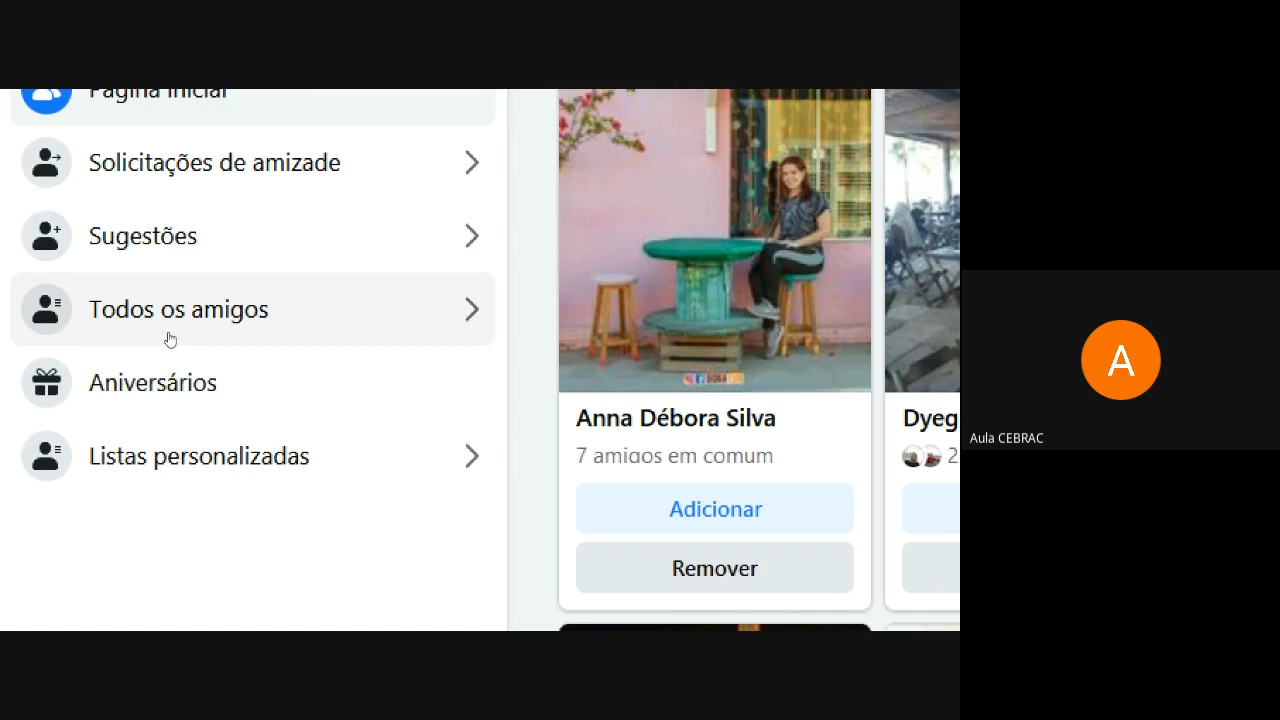 Página inicial
Solicitações de amizade
Sugestões
Todos os amigos
Aniversários
Listas personalizadas
Anna Débora Silva
7 amigos em comum
Adicionar
Remover
Dyeg
2
A
Aula CEBRAC